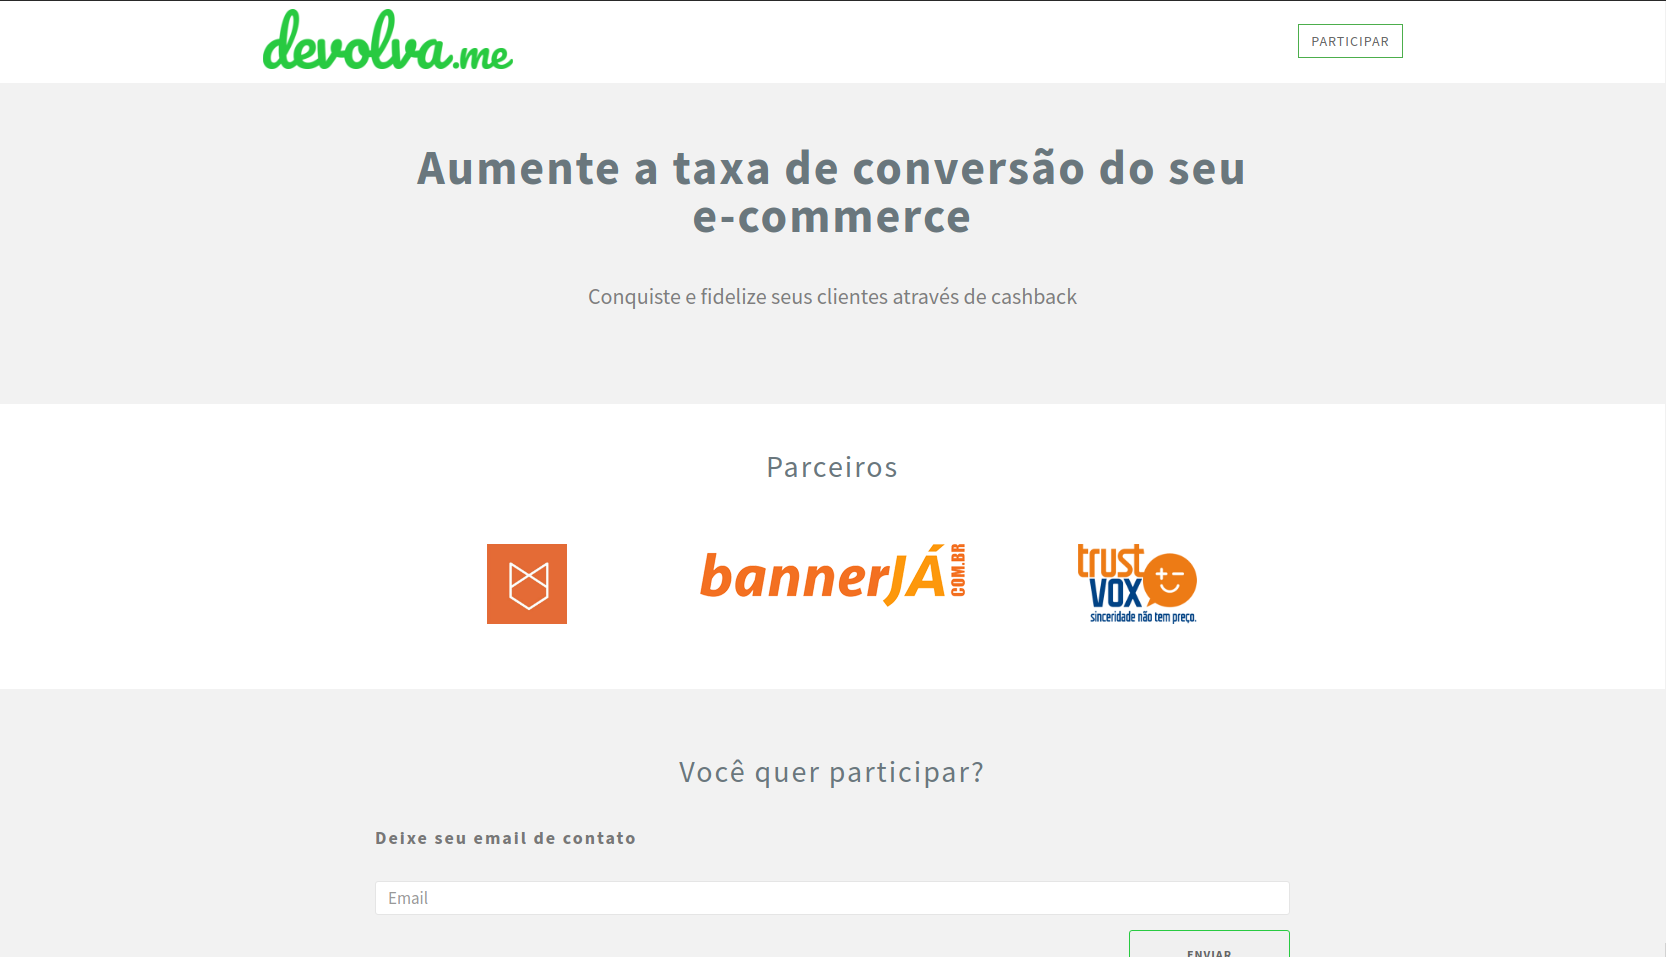 devolva.me
PARTICIPAR
Aumente a taxa de conversão do seu
e-commerce
Conquiste e fidelize seus clientes através de cashback
Parceiros
bannerJÁ COM.BR
trust
vox
sinceridade não tem preço.
Você quer participar?
Deixe seu email de contato
Email
ENVIAR